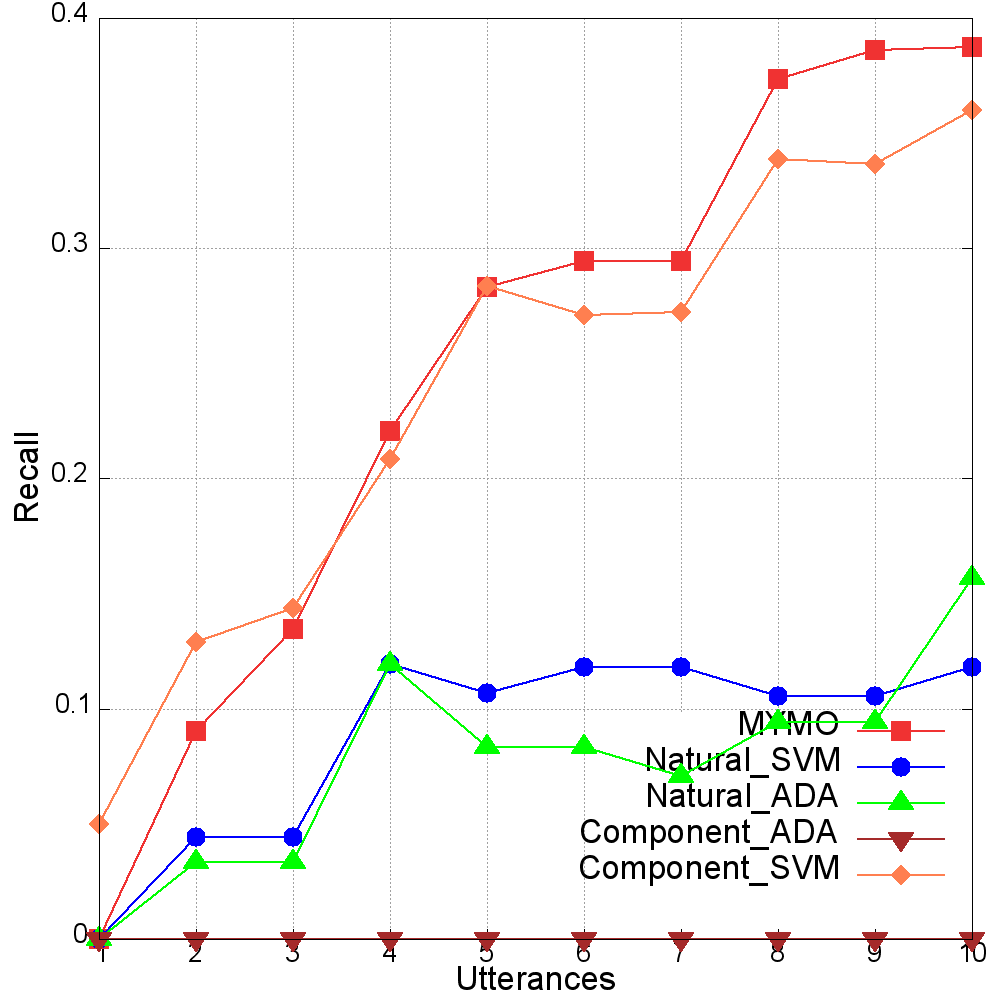 0.4
0.3
0.2
0.1
0
Recall
MYMO
Natural_SVM
Natural_ADA
Component_ADA
Component_SVM
1 2 3 4 5 6 7 8 9 10
Utterances